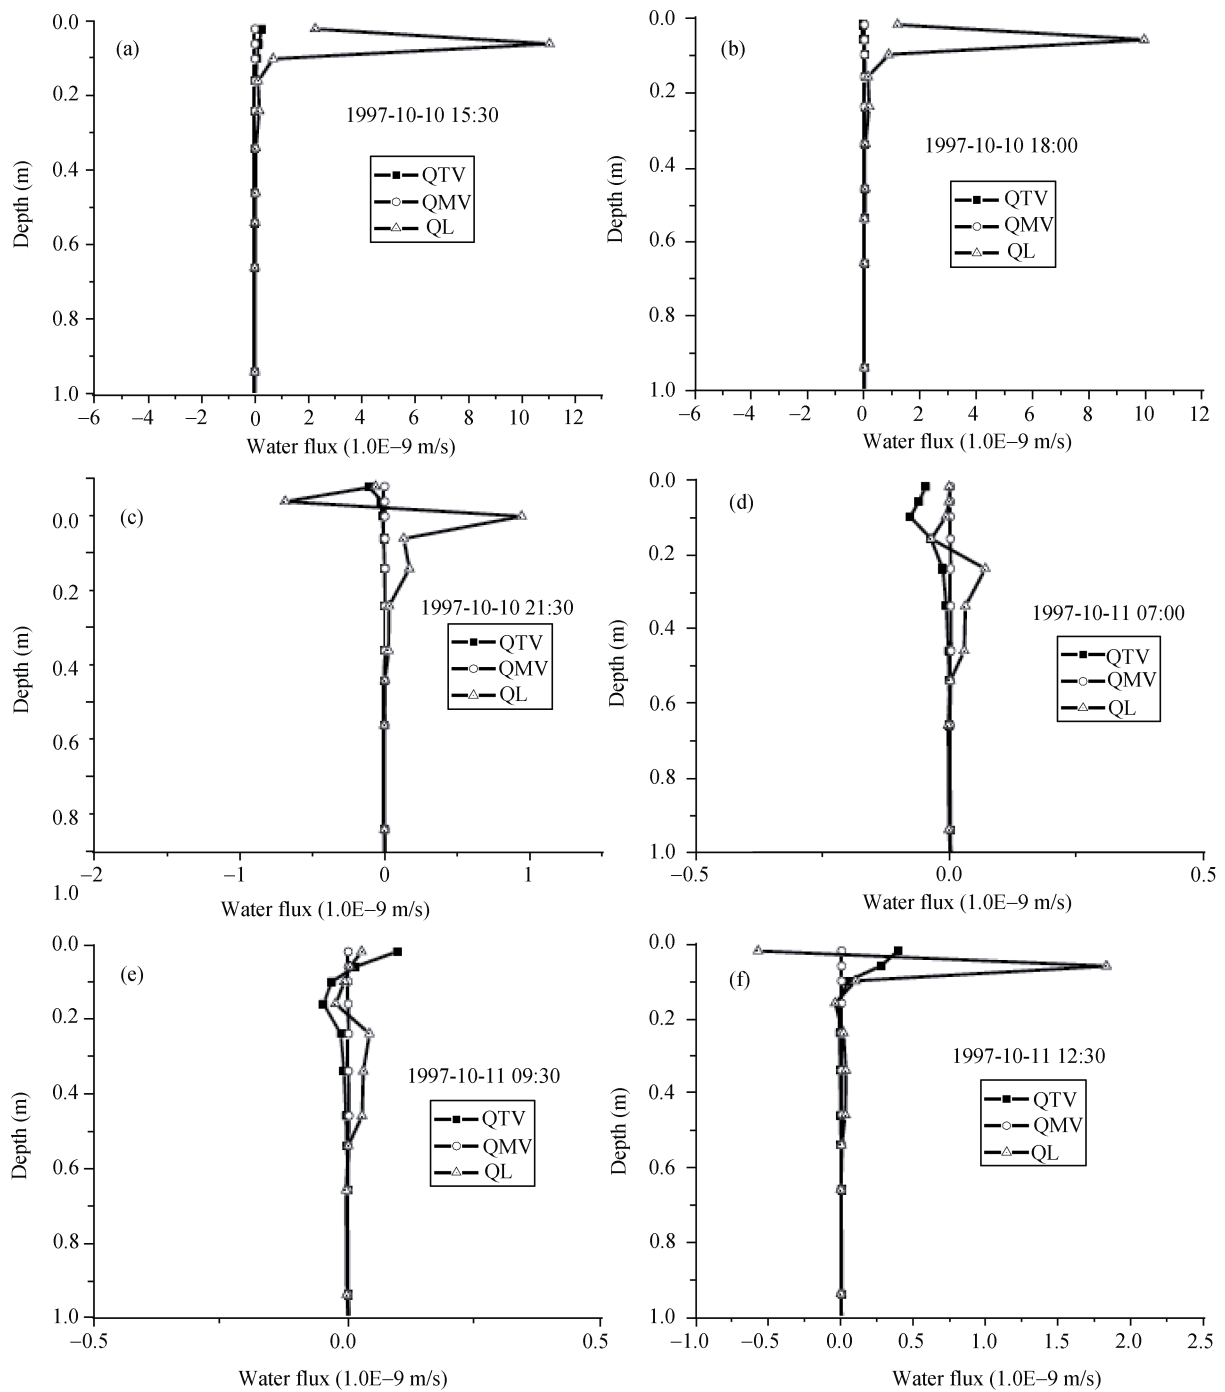 (a)
1997-10-10 15:30
QTV
QMV
QL
Depth (m)
0.0
0.2
0.4
0.6
0.8
1.0
−6 −4 −2 0 2 4 6 8 10 12
Water flux (1.0E−9 m/s)
(b)
1997-10-10 18:00
QTV
QMV
QL
Depth (m)
0.0
0.2
0.4
0.6
0.8
1.0
−6 −4 −2 0 2 4 6 8 10 12
Water flux (1.0E−9 m/s)
(c)
1997-10-10 21:30
QTV
QMV
QL
Depth (m)
0.0
0.2
0.4
0.6
0.8
1.0
−2 −1 0 1
Water flux (1.0E−9 m/s)
(d)
1997-10-11 07:00
QTV
QMV
QL
Depth (m)
0.0
0.2
0.4
0.6
0.8
1.0
−0.5 0.0 0.5
Water flux (1.0E−9 m/s)
(e)
1997-10-11 09:30
QTV
QMV
QL
Depth (m)
0.0
0.2
0.4
0.6
0.8
1.0
−0.5 0.0 0.5
Water flux (1.0E−9 m/s)
(f)
1997-10-11 12:30
QTV
QMV
QL
Depth (m)
0.0
0.2
0.4
0.6
0.8
1.0
−1.0 −0.5 0.0 0.5 1.0 1.5 2.0 2.5
Water flux (1.0E−9 m/s)